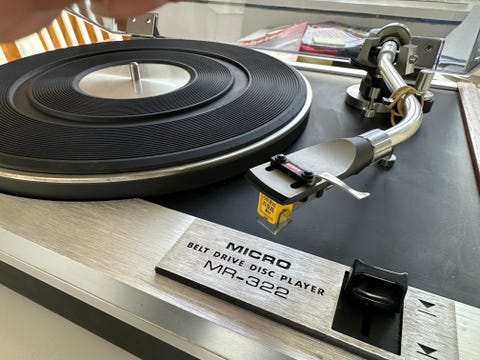 MICRO
BELT DRIVE DISC PLAYER
MR-322